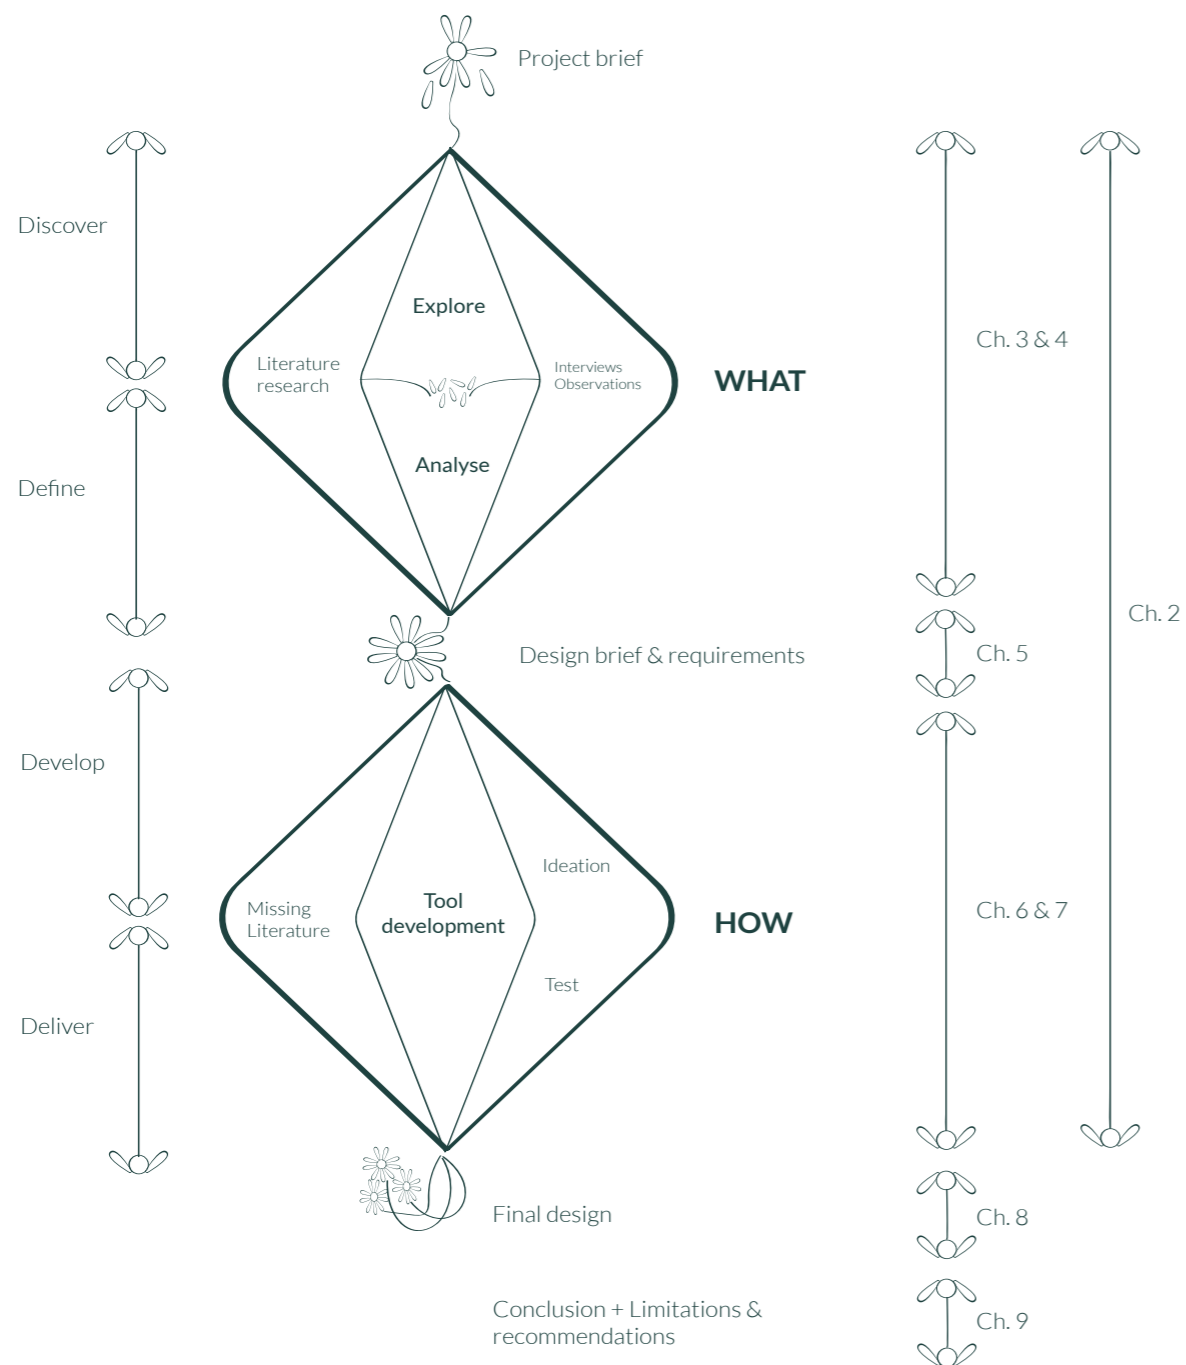 Project brief
Discover
Explore
Ch. 3 & 4
Literature
research
Interviews
Observations
WHAT
Analyse
Define
Ch. 2
Design brief & requirements
Ch. 5
Develop
Ideation
Missing
Literature
Tool
development
HOW
Ch. 6 & 7
Test
Deliver
Final design
Ch. 8
Conclusion + Limitations &
recommendations
Ch. 9